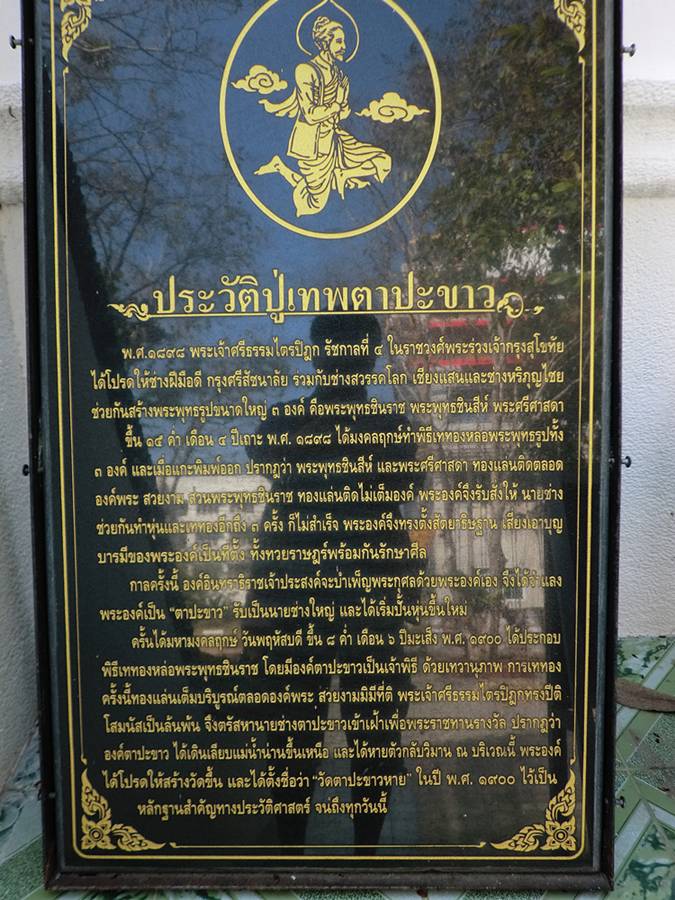 ประวัติปู่เทพตาปะขาว
พ.ศ.๑๘๙๘ พระเจ้าศรีธรรมไตรปิฎก รัชกาลที่ ๔ ในราชวงศ์พระร่วงเจ้ากรุงสุโขทัย
ได้โปรดให้ช่างฝีมือดี กรุงศรีสัชนาลัย ร่วมกับช่างสวรรคโลก เชียงแสนและช่างหริภุญไชย
ช่วยกันสร้างพระพุทธรูปขนาดใหญ่ ๓ องค์ คือพระพุทธชินราช พระพุทธชินสีห์ พระศรีศาสดา
ขึ้น ๑๕ ค่ำ เดือน ๔ ปีเถาะ พ.ศ. ๑๘๙๘ ได้มงคลฤกษ์ทำพิธีเททองหล่อพระพุทธรูปทั้ง
๓ องค์ และเมื่อแกะพิมพ์ออก ปรากฏว่า พระพุทธชินสีห์ และพระศรีศาสดา ทองแล่นติดตลอด
องค์พระ สวยงาม ส่วนพระพุทธชินราช ทองแล่นติดไม่เต็มองค์ พระองค์จึงรับสั่งให้ นายช่าง
ช่วยกันทำหุ่นและเททองอีกถึง ๓ ครั้ง ก็ไม่สำเร็จ พระองค์จึงทรงตั้งสัตยาธิษฐาน เสี่ยงเอาบุญ
บารมีของพระองค์เป็นที่ตั้ง ทั้งทวยราษฎร์พร้อมกันรักษาศีล
กาลครั้งนี้ องค์อินทราธิราชเจ้าประสงค์จะบำเพ็ญพระกุศลด้วยพระองค์เอง จึงได้จำแลง
พระองค์เป็น "ตาปะขาว" รับเป็นนายช่างใหญ่ และได้เริ่มปั้นหุ่นขึ้นใหม่
ครั้นได้มหามงคลฤกษ์ วันพฤหัสบดี ขึ้น ๘ ค่ำ เดือน ๖ ปีมะเส็ง พ.ศ. ๑๙๐๐ ได้ประกอบ
พิธีเททองหล่อพระพุทธชินราช โดยมีองค์ตาปะขาวเป็นเจ้าพิธี ด้วยเทวานุภาพ การเททอง
ครั้งนี้ทองแล่นเต็มบริบูรณ์ตลอดองค์พระ สวยงามมิมีที่ติ พระเจ้าศรีธรรมไตรปิฎกทรงปีติ
โสมนัสเป็นล้นพ้น จึงตรัสหานายช่างตาปะขาวเข้าเฝ้าเพื่อพระราชทานรางวัล ปรากฏว่า
องค์ตาปะขาว ได้เดินเลียบแม่น้ำน่านขึ้นเหนือ และได้หายตัวกลับวิมาน ณ บริเวณนี้ พระองค์
ได้โปรดให้สร้างวัดขึ้น และได้ตั้งชื่อว่า "วัดตาปะขาวหาย" ในปี พ.ศ. ๑๙๐๐ ไว้เป็น
หลักฐานสำคัญทางประวัติศาสตร์ จนถึงทุกวันนี้